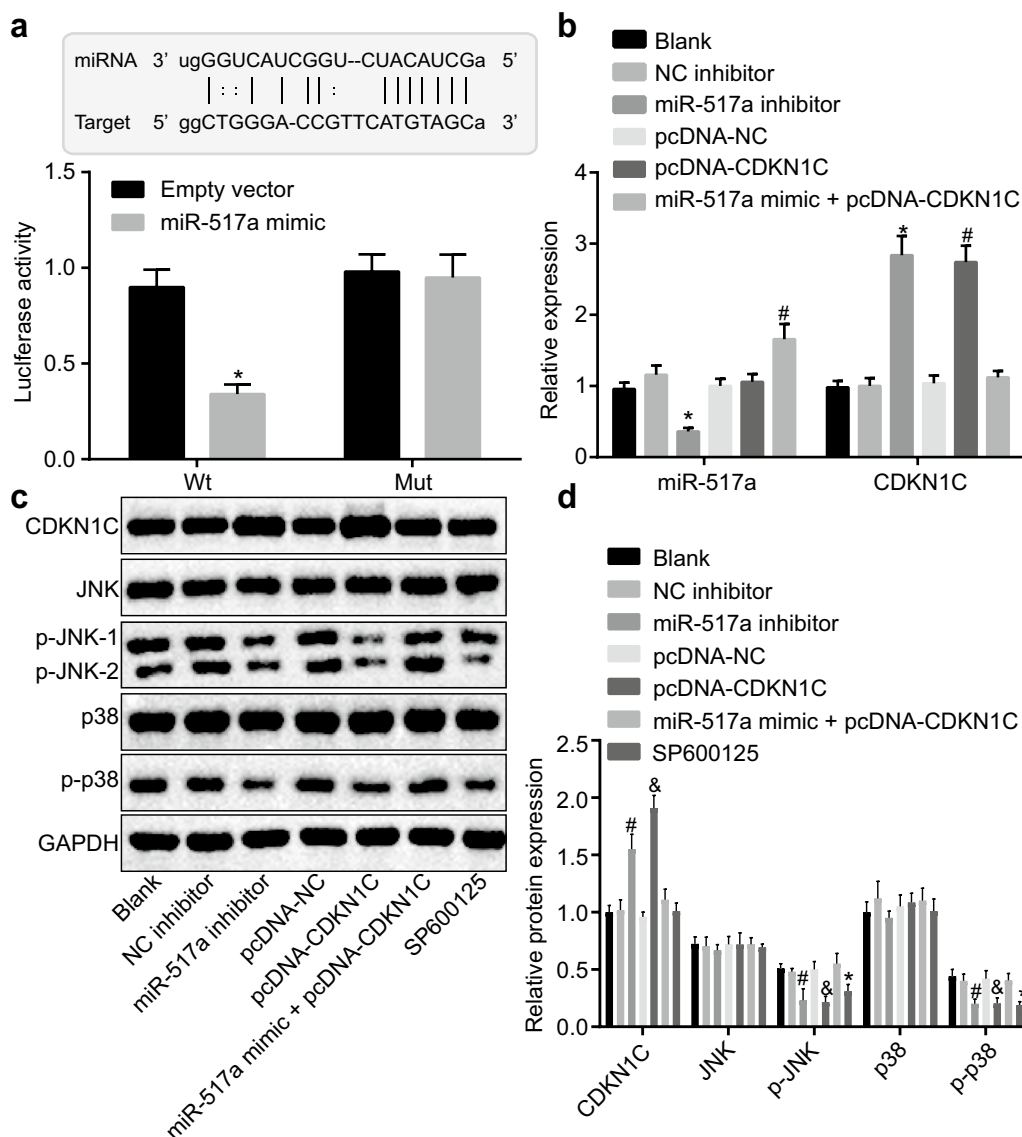 a
miRNA 3’ ugGGUCAUCGGU--CUACAUCGa 5’
Target 5’ ggCTGGGA-CCGTTCATGTAGCa 3’
Luclferase activity
1.5
1.0
0.5
0.0
Empty vector
miR-517a mimic
*
Wt
Mut
b
Blank
NC inhibitor
miR-517a inhibitor
pcDNA-NC
pcDNA-CDKN1C
miR-517a mimic + pcDNA-CDKN1C
Relative expression
4
3
2
1
0
*
#
*
#
miR-517a
CDKN1C
c
CDKN1C
JNK
p-JNK-1
p-JNK-2
p38
p-p38
GAPDH
Blank
NC inhibitor
miR-517a inhibitor
pcDNA-NC
pcDNA-CDKN1C
miR-517a mimic + pcDNA-CDKN1C
SP600125
d
Blank
NC inhibitor
miR-517a inhibitor
pcDNA-NC
pcDNA-CDKN1C
miR-517a mimic + pcDNA-CDKN1C
SP600125
Relative protein expression
2.5
2.0
1.5
1.0
0.5
0.0
#
&
#
&
*
#
&
*
CDKN1C
JNK
p-JNK
p38
p-p38